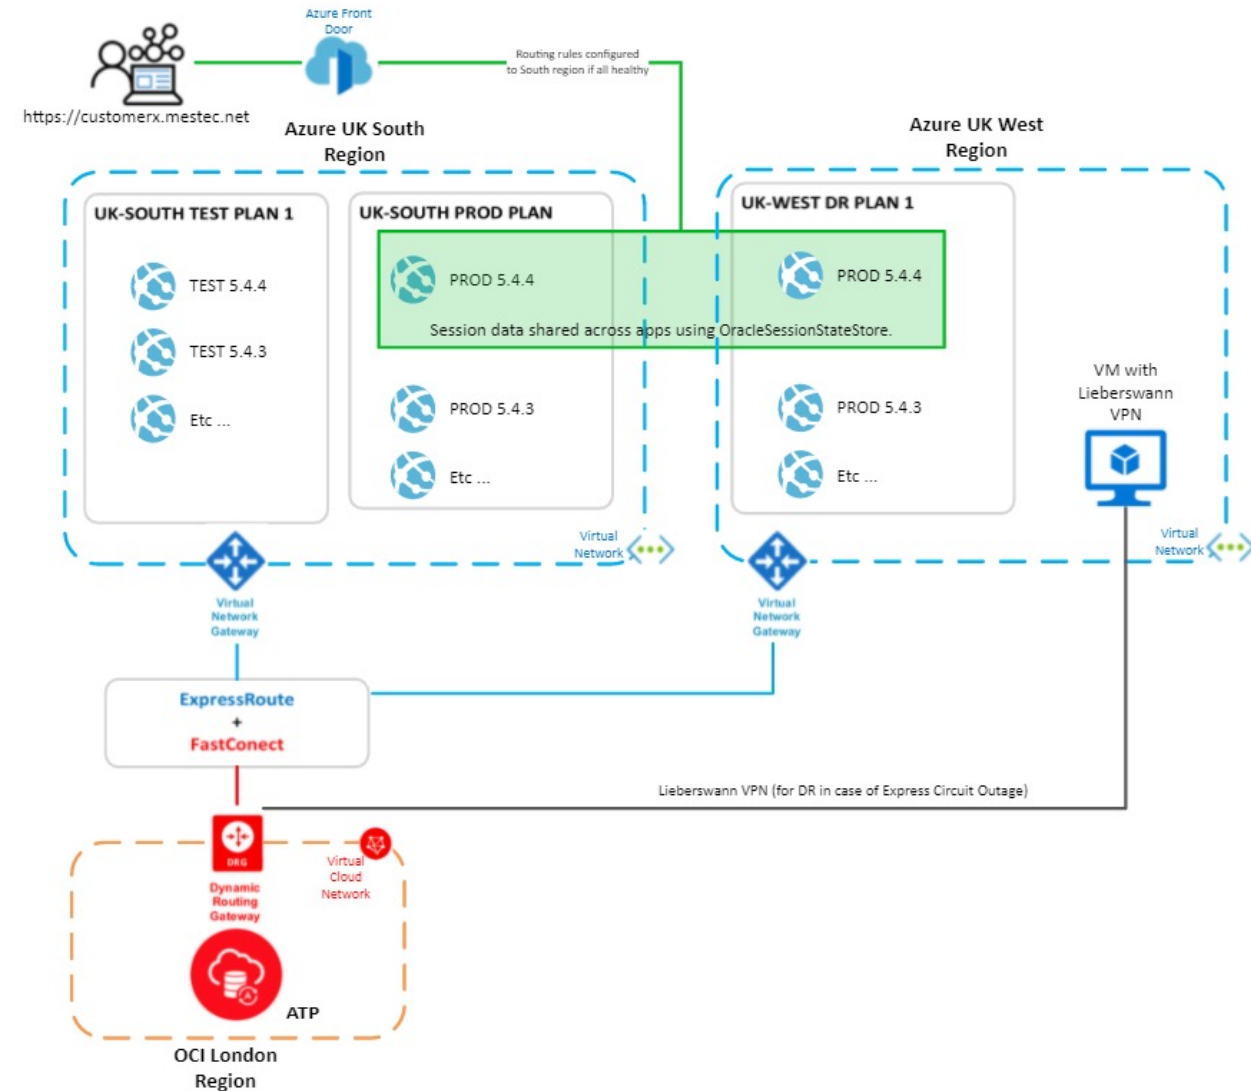 Azure Front
Door
Routing rules configured
to South region if all healthy
https://customerx.mestec.net
Azure UK South
Region
Azure UK West
Region
UK-SOUTH TEST PLAN 1
TEST 5.4.4
TEST 5.4.3
Etc ...
UK-SOUTH PROD PLAN
PROD 5.4.4
UK-WEST DR PLAN 1
PROD 5.4.4
Session data shared across apps using OracleSessionStateStore.
PROD 5.4.3
Etc ...
PROD 5.4.3
Etc ...
VM with
Lieberswann
VPN
Virtual
Network
Virtual
Network
Virtual
Network
Gateway
Virtual
Network
Gateway
ExpressRoute
+
FastConect
Lieberswann VPN (for DR in case of Express Circuit Outage)
DRG
Dynamic
Routing
Gateway
Virtual
Cloud
Network
A
ATP
OCI London
Region